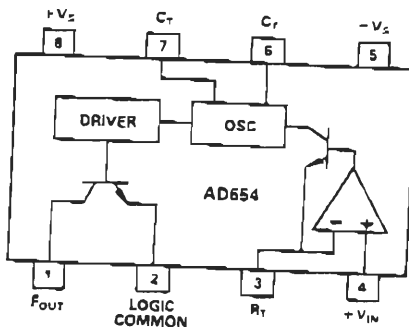 +VS CT CT -VS
8 7 6 5
DRIVER OSC
AD654
- +
1 2 3 4
FOUT LOGIC COMMON RT +VIN